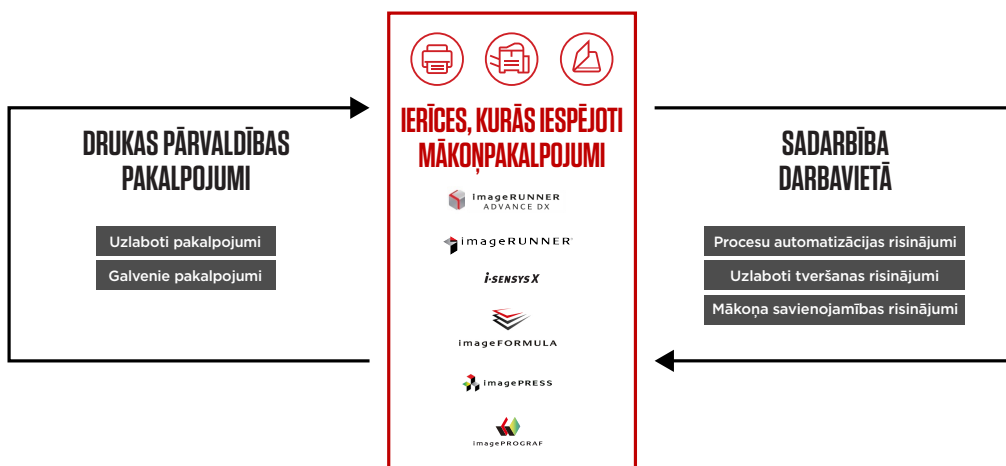 DRUKAS PĀRVALDĪBAS
PAKALPOJUMI
Uzlaboti pakalpojumi
Galvenie pakalpojumi
IERĪCES, KURĀS IESPĒJOTI
MĀKOŅPAKALPOJUMI
imageRUNNER
ADVANCE DX
imageRUNNER
i-SENSYS X
imageFORMULA
imagePRESS
imagePROGRAF
SADARBĪBA
DARBAVIETĀ
Procesu automatizācijas risinājumi
Uzlaboti tveršanas risinājumi
Mākoņa savienojamības risinājumi